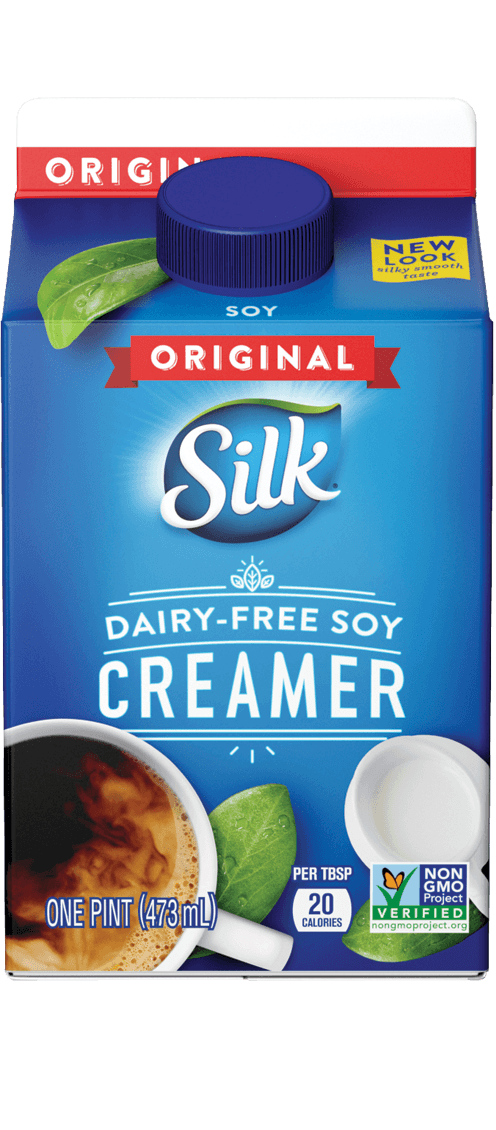 ORIGIN
NEW
LOOK
silky smooth
taste
SOY
ORIGINAL
Silk
DAIRY-FREE SOY
CREAMER
PER TBSP
20
CALORIES
ONE PINT (473 mL)
NON
GMO
Project
VERIFIED
nongmoproject.org